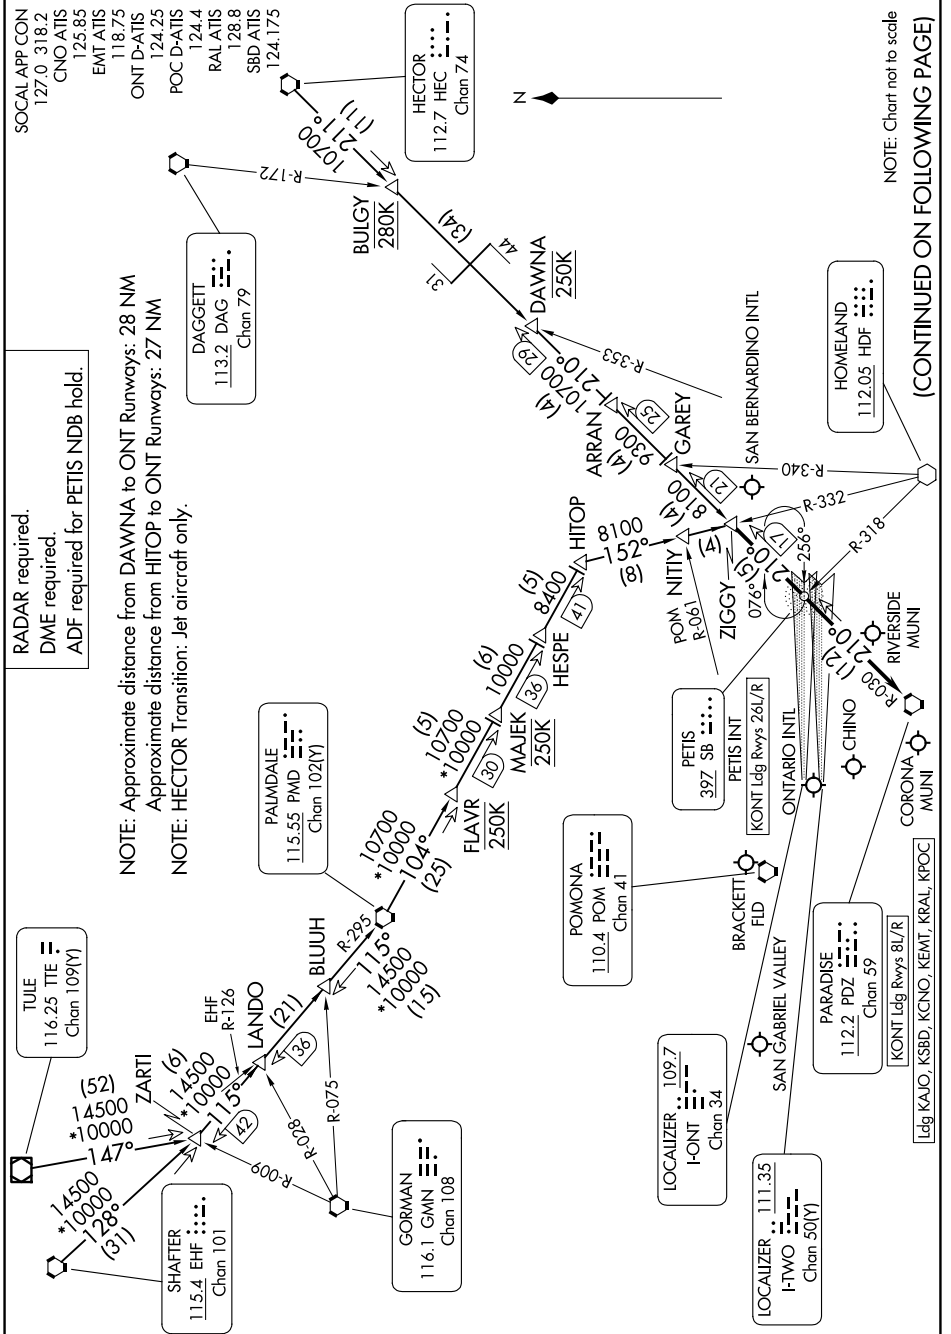 SOCAL APP CON
127.0 318.2
CNO ATIS
125.85
EMT ATIS
118.75
ONT D-ATIS
124.25
POC D-ATIS
124.4
RAL ATIS
128.8
SBD ATIS
124.175
RADAR required.
DME required.
ADF required for PETIS NDB hold.
NOTE: Approximate distance from DAWNA to ONT Runways: 28 NM
Approximate distance from HITOP to ONT Runways: 27 NM
NOTE: HECTOR Transition: Jet aircraft only.
TULE
116.25 TTE
Chan 109(Y)
SHAFTER
115.4 EHF
Chan 101
(52)
14500
*10000
147°
14500
*10000
128°
(31)
ZARTI
(6)
14500
*10000
115°
42
EHF
R-126
LANDO
R-009
R-028
R-075
GORMAN
116.1 GMN
Chan 108
(21)
36
BLUUH
R-295
115°
14500
*10000
(15)
PALMDALE
115.55 PMD
Chan 102(Y)
10700
*10000
104°
(25)
FLAVR
250K
(5)
10700
*10000
30
MAJEK
250K
(6)
10000
36
HESPE
(5)
8400
41
HITOP
8100
152°
(8)
NITIY
POM
R-061
(4)
ZIGGY
DAGGETT
113.2 DAG
Chan 79
R-172
HECTOR
112.7 HEC
Chan 74
(11)
211°
10700
BULGY
280K
(34)
31
44
DAWNA
250K
29
R-353
210°
10700
(4)
ARRAN
25
9300
(4)
GAREY
21
R-340
8100
(4)
SAN BERNARDINO INTL
R-332
17
210°
(5)
256°
076°
R-318
HOMELAND
112.05 HDF
PETIS
397 SB
PETIS INT
KONT Ldg Rwys 26L/R
ONTARIO INTL
210°
(12)
R-030
RIVERSIDE
MUNI
CHINO
CORONA
MUNI
POMONA
110.4 POM
Chan 41
BRACKETT
FLD
SAN GABRIEL VALLEY
LOCALIZER 109.7
I-ONT
Chan 34
LOCALIZER 111.35
I-TWO
Chan 50(Y)
PARADISE
112.2 PDZ
Chan 59
KONT Ldg Rwys 8L/R
Ldg KAJO, KSBD, KCNO, KEMT, KRAL, KPOC
N
NOTE: Chart not to scale
(CONTINUED ON FOLLOWING PAGE)